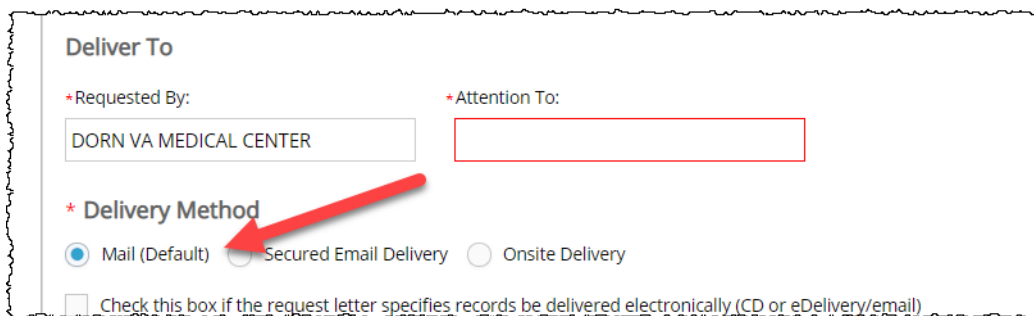 Deliver To
*Requested By: *Attention To:
DORN VA MEDICAL CENTER
* Delivery Method
Mail (Default) Secured Email Delivery Onsite Delivery
Check this box if the request letter specifies records be delivered electronically (CD or eDelivery/email)